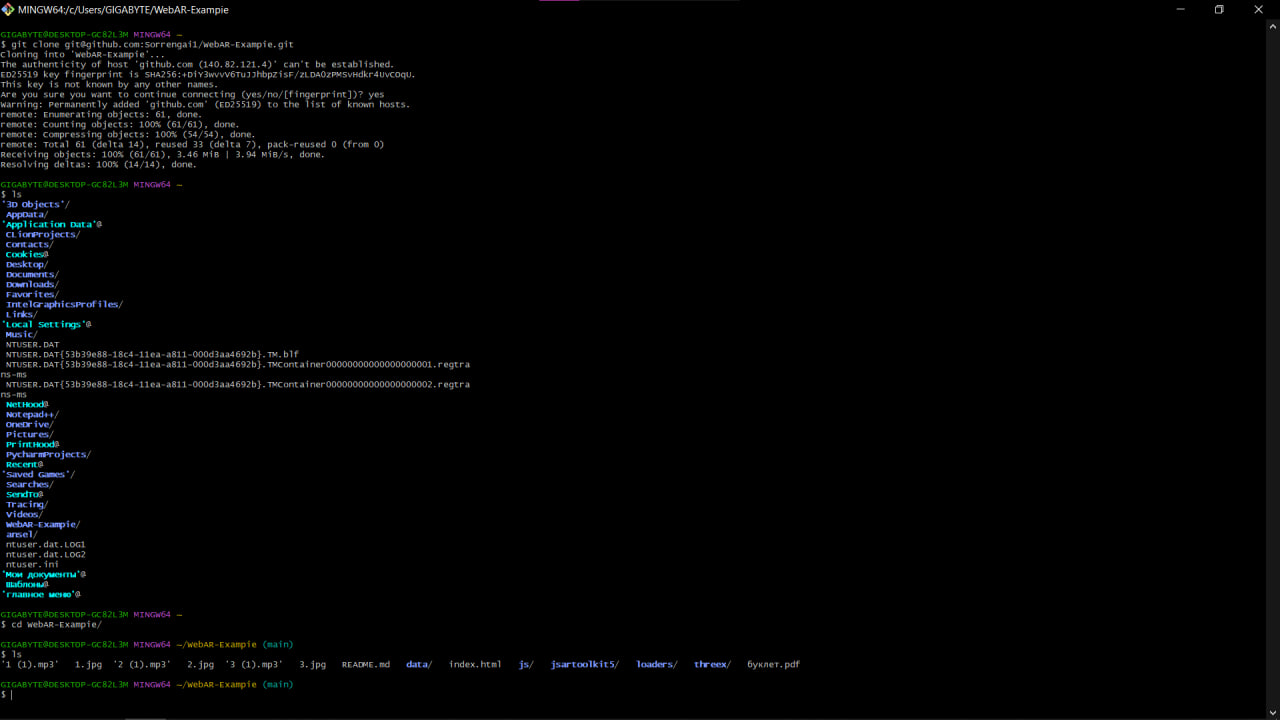 MINGW64:/c/Users/GIGABYTE/WebAR-Exampie
GIGABYTE@DESKTOP-GC82L3M MINGW64 ~
$ git clone git@github.com:Sorrengai1/WebAR-Exampie.git
Cloning into 'WebAR-Exampie'...
The authenticity of host 'github.com (140.82.121.4)' can't be established.
ED25519 key fingerprint is SHA256:+DiY3wvvV6TuJJhbpZisF/zLDA0zPMSvHdkr4UvCOqU.
This key is not known by any other names.
Are you sure you want to continue connecting (yes/no/[fingerprint])? yes
Warning: Permanently added 'github.com' (ED25519) to the list of known hosts.
remote: Enumerating objects: 61, done.
remote: Counting objects: 100% (61/61), done.
remote: Compressing objects: 100% (54/54), done.
remote: Total 61 (delta 14), reused 33 (delta 7), pack-reused 0 (from 0)
Receiving objects: 100% (61/61), 3.46 MiB | 3.94 MiB/s, done.
Resolving deltas: 100% (14/14), done.
GIGABYTE@DESKTOP-GC82L3M MINGW64 ~
$ ls
'3D Objects'/
AppData/
'Application Data'@
CLionProjects/
Contacts/
Cookies@
Desktop/
Documents/
Downloads/
Favorites/
IntelGraphicsProfiles/
Links/
'Local Settings'@
Music/
NTUSER.DAT
NTUSER.DAT{53b39e88-18c4-11ea-a811-000d3aa4692b}.TM.blf
NTUSER.DAT{53b39e88-18c4-11ea-a811-000d3aa4692b}.TMContainer00000000000000000001.regtra
ns-ms
NTUSER.DAT{53b39e88-18c4-11ea-a811-000d3aa4692b}.TMContainer00000000000000000002.regtra
ns-ms
NetHood@
Notepad++/
OneDrive/
Pictures/
PrintHood@
PycharmProjects/
Recent@
'Saved Games'/
Searches/
SendTo@
Tracing/
Videos/
WebAR-Exampie/
ansel/
ntuser.dat.LOG1
ntuser.dat.LOG2
ntuser.ini
'Мои документы'@
Шаблоны@
'главное меню'@
GIGABYTE@DESKTOP-GC82L3M MINGW64 ~
$ cd WebAR-Exampie/
GIGABYTE@DESKTOP-GC82L3M MINGW64 ~/WebAR-Exampie (main)
$ ls
'1 (1).mp3' 1.jpg '2 (1).mp3' 2.jpg '3 (1).mp3' 3.jpg README.md data/ index.html js/ jsartoolkit5/ loaders/ threex/ буклет.pdf
GIGABYTE@DESKTOP-GC82L3M MINGW64 ~/WebAR-Exampie (main)
$